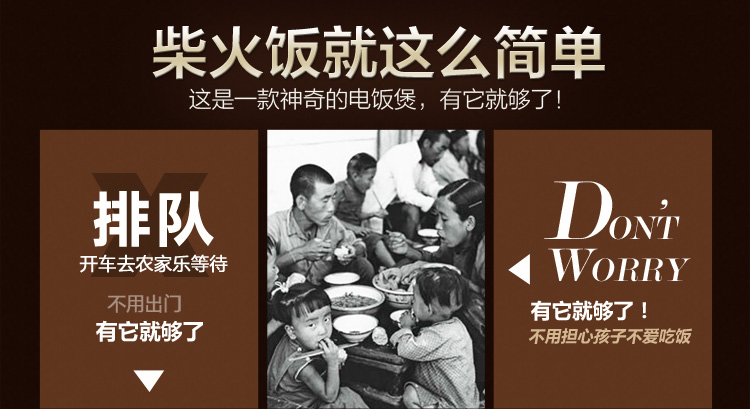 柴火饭就这么简单
这是一款神奇的电饭煲，有它就够了！
排队
开车去农家乐等待
不用出门
有它就够了
DON'T
WORRY
有它就够了！
不用担心孩子不爱吃饭